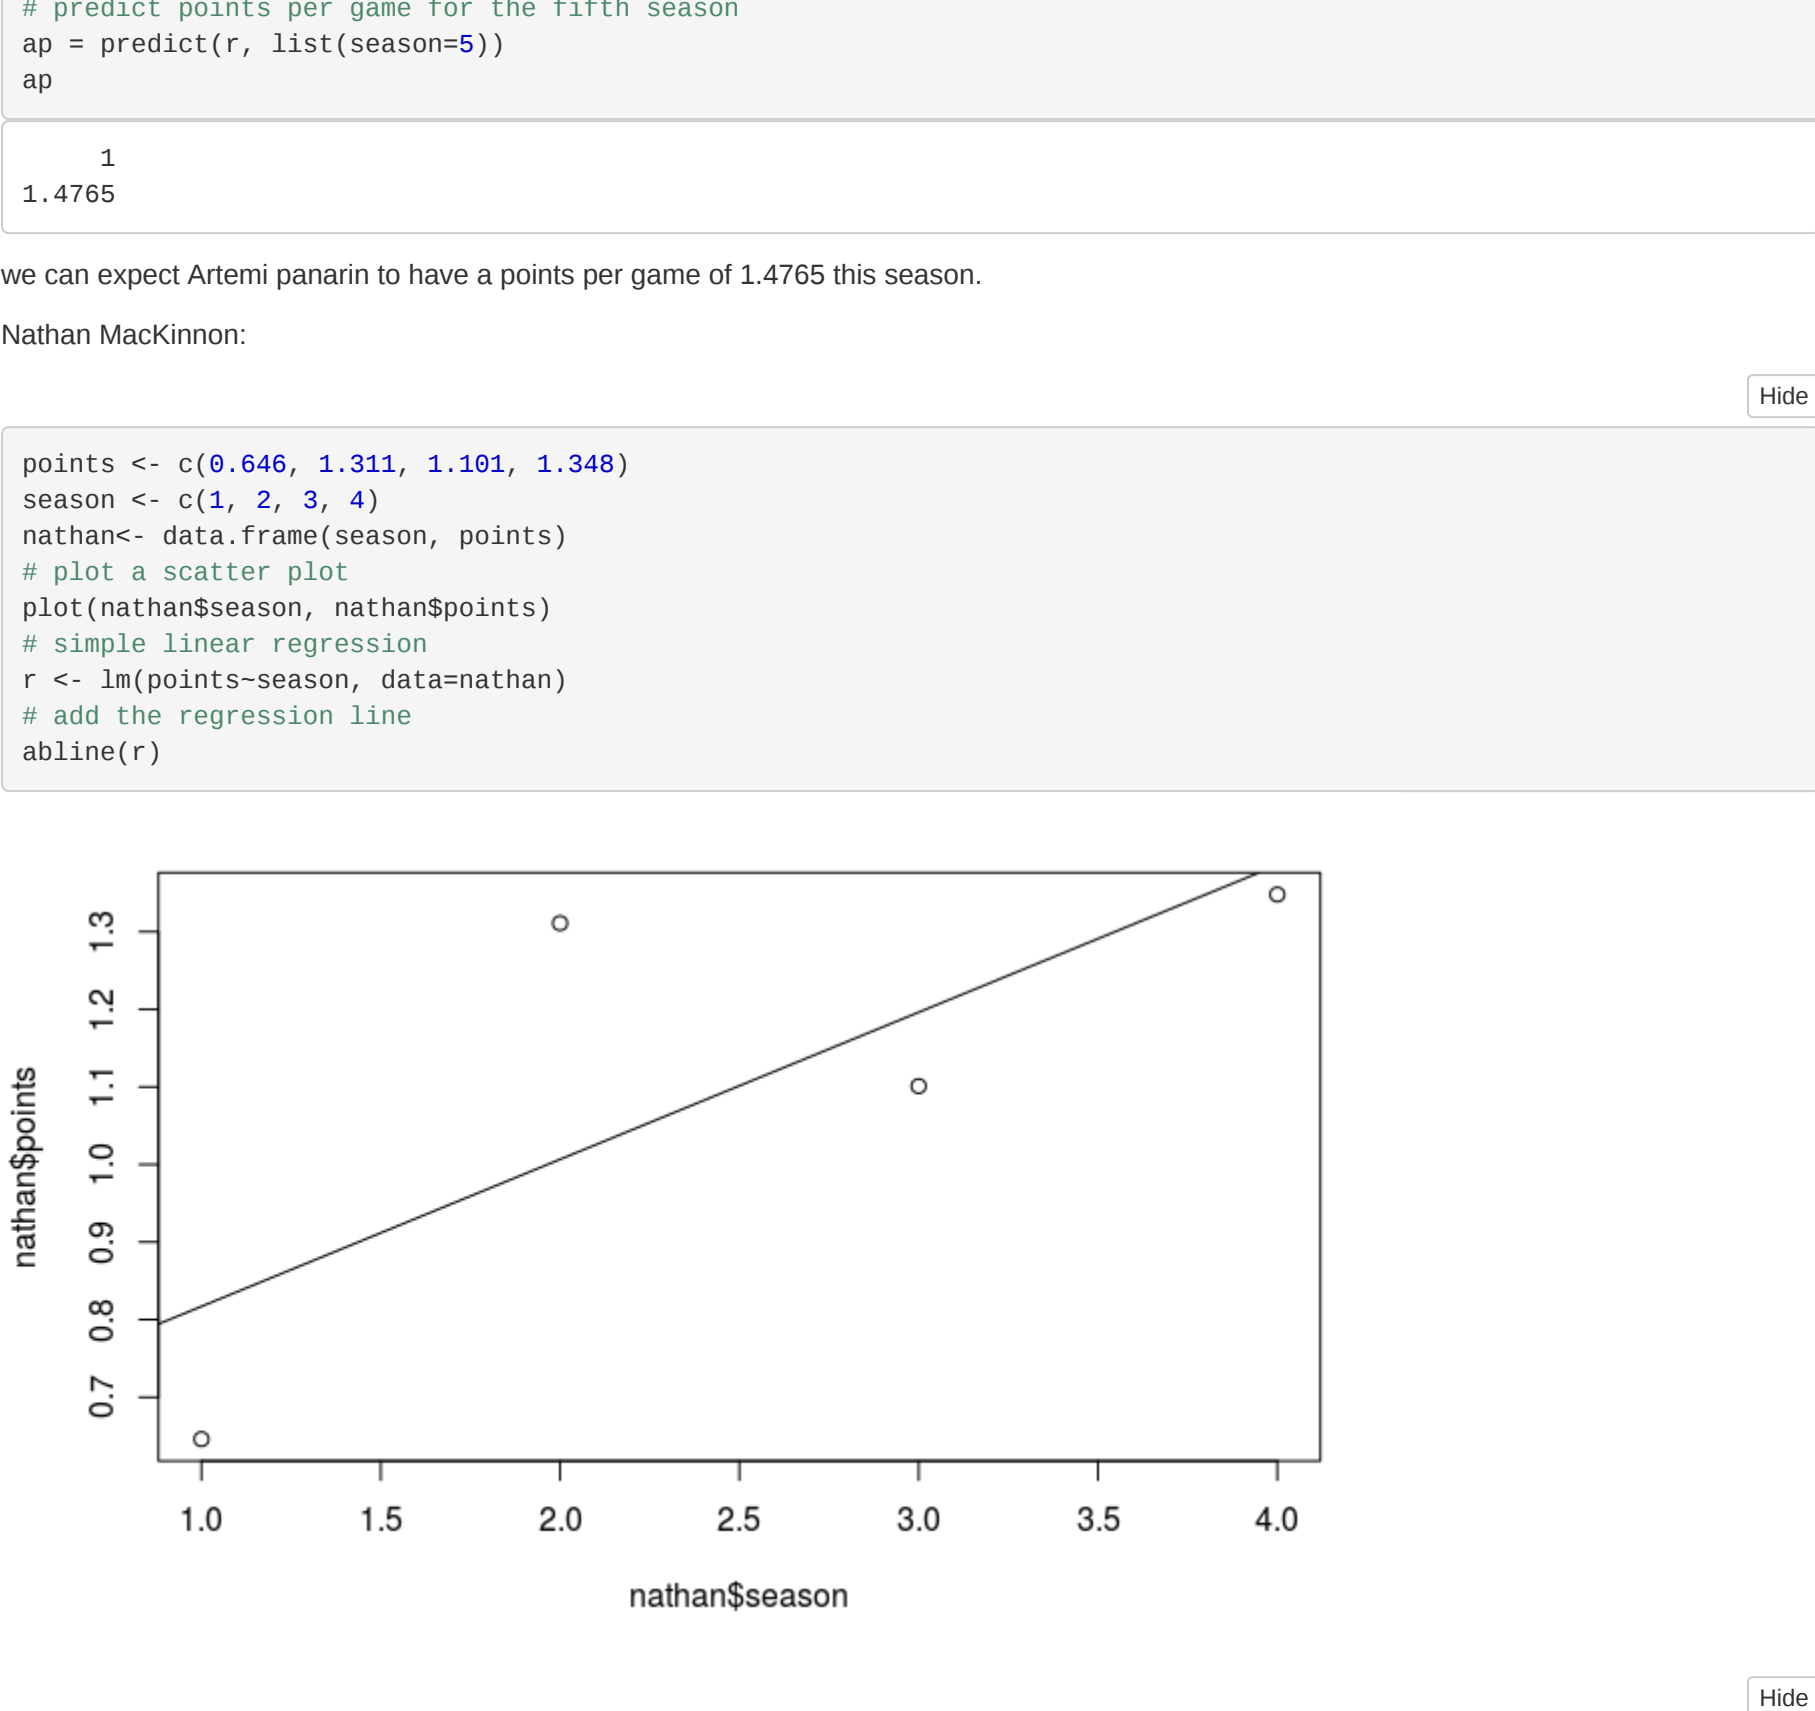 # predict points per game for the fifth season
ap = predict(r, list(season=5))
ap
1
1.4765
we can expect Artemi panarin to have a points per game of 1.4765 this season.
Nathan MacKinnon:
Hide
points <- c(0.646, 1.311, 1.101, 1.348)
season <- c(1, 2, 3, 4)
nathan<- data.frame(season, points)
# plot a scatter plot
plot(nathan$season, nathan$points)
# simple linear regression
r <- lm(points~season, data=nathan)
# add the regression line
abline(r)
nathan$points
1.3
1.2
1.1
1.0
0.9
0.8
0.7
1.0 1.5 2.0 2.5 3.0 3.5 4.0
nathan$season
Hide